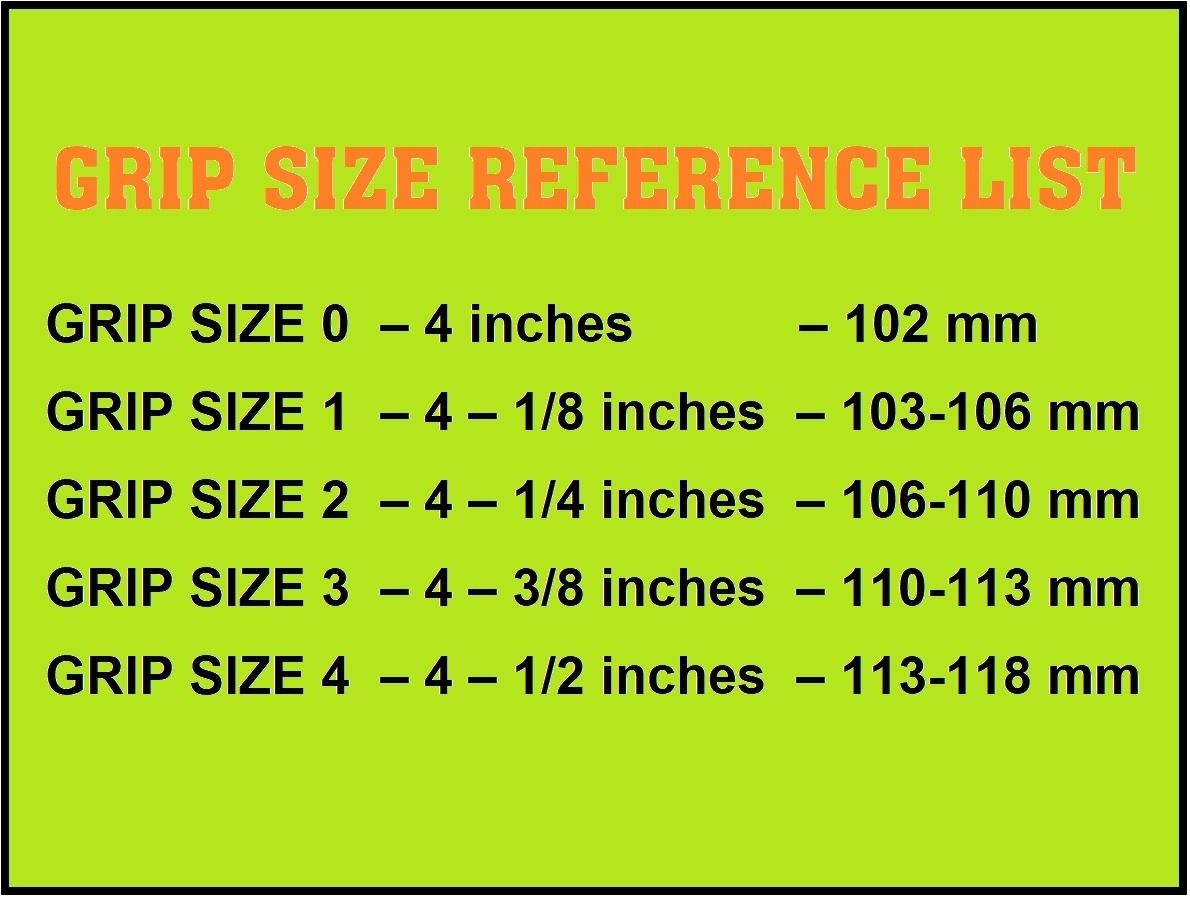 GRIP SIZE REFERENCE LIST
GRIP SIZE 0 – 4 inches – 102 mm
GRIP SIZE 1 – 4 – 1/8 inches – 103-106 mm
GRIP SIZE 2 – 4 – 1/4 inches – 106-110 mm
GRIP SIZE 3 – 4 – 3/8 inches – 110-113 mm
GRIP SIZE 4 – 4 – 1/2 inches – 113-118 mm